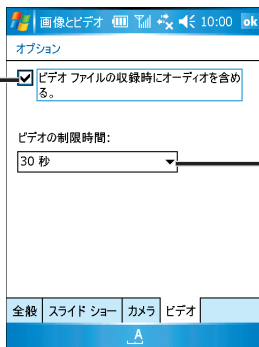 画像とビデオ 10:00 ok
オプション
ビデオ ファイルの収録時にオーディオを含め
る。
ビデオの制限時間:
30 秒
全般 スライド ショー カメラ ビデオ
A